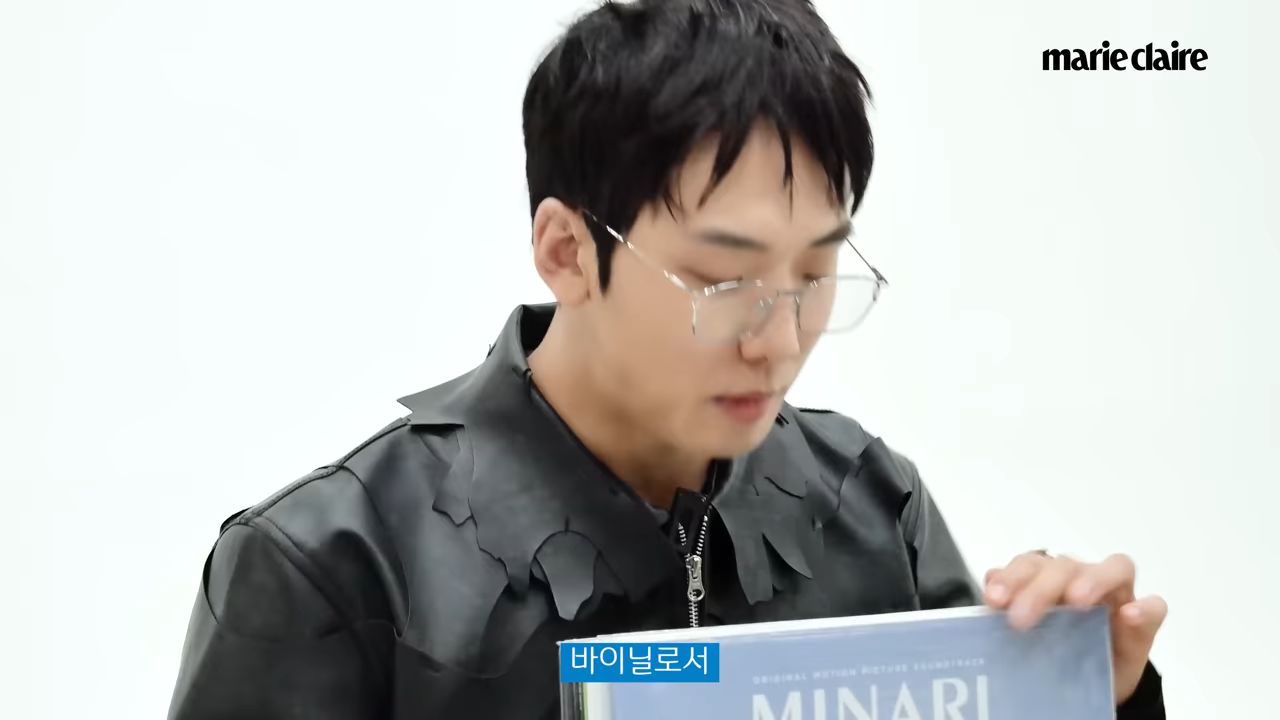 marie claire
바이닐로서
ORIGINAL MOTION PICTURE SOUNDTRACK
MINARI